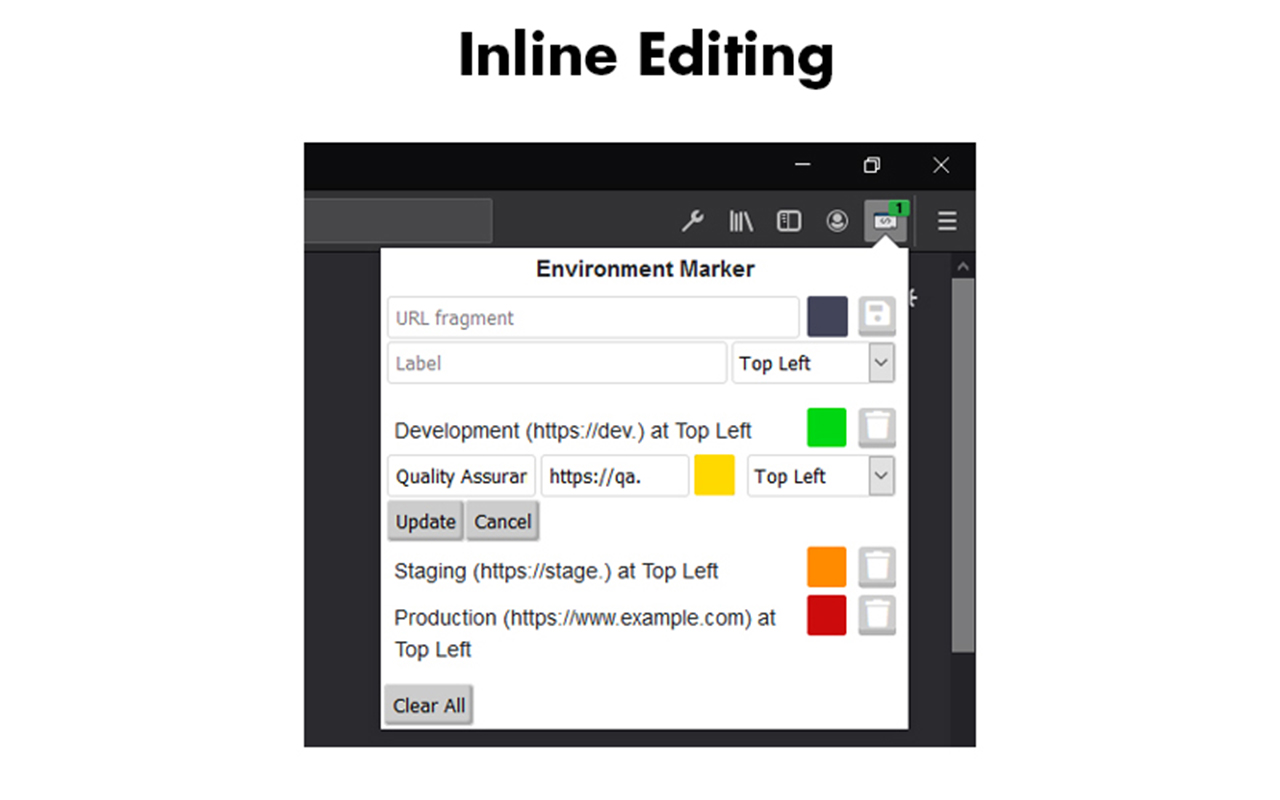 Inline Editing
1
Environment Marker
URL fragment
Label
Top Left
Development (https://dev.) at Top Left
Quality Assurar
https://qa.
Top Left
Update
Cancel
Staging (https://stage.) at Top Left
Production (https://www.example.com) at
Top Left
Clear All